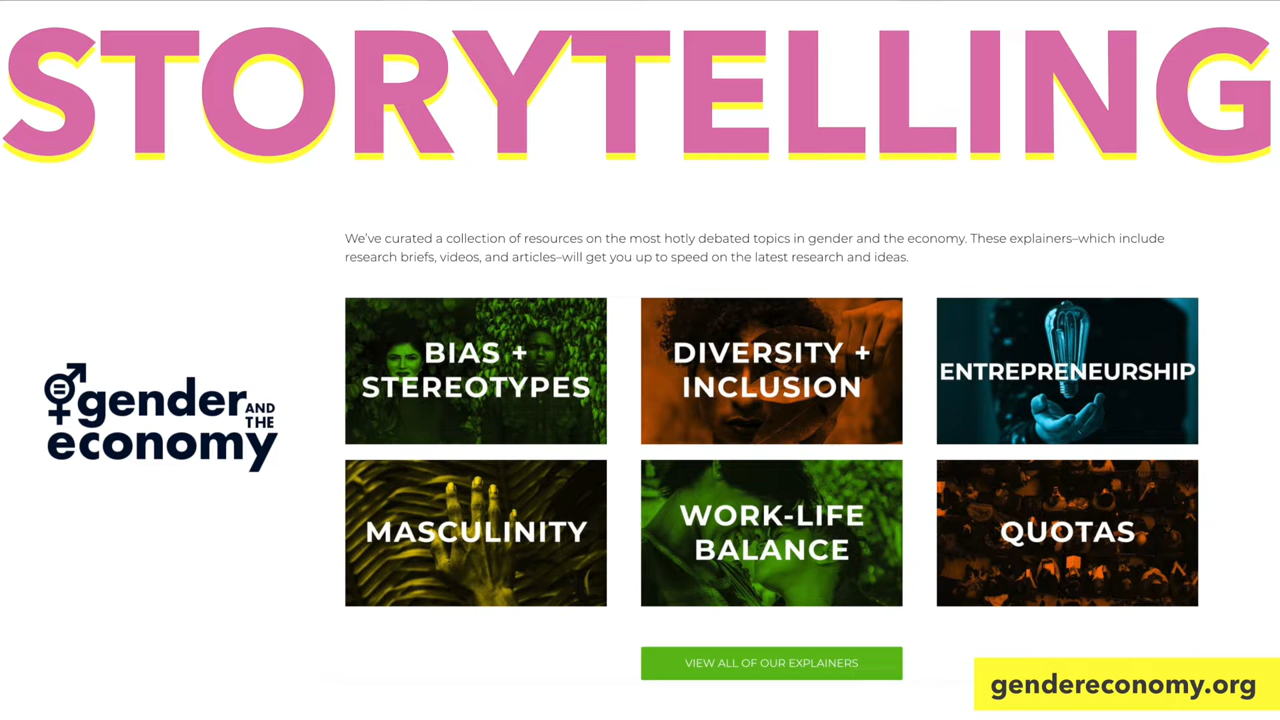 STORYTELLING
We’ve curated a collection of resources on the most hotly debated topics in gender and the economy. These explainers–which include
research briefs, videos, and articles–will get you up to speed on the latest research and ideas.
gender AND
THE
economy
BIAS +
STEREOTYPES
DIVERSITY +
INCLUSION
ENTREPRENEURSHIP
MASCULINITY
WORK-LIFE
BALANCE
QUOTAS
VIEW ALL OF OUR EXPLAINERS
gendereconomy.org